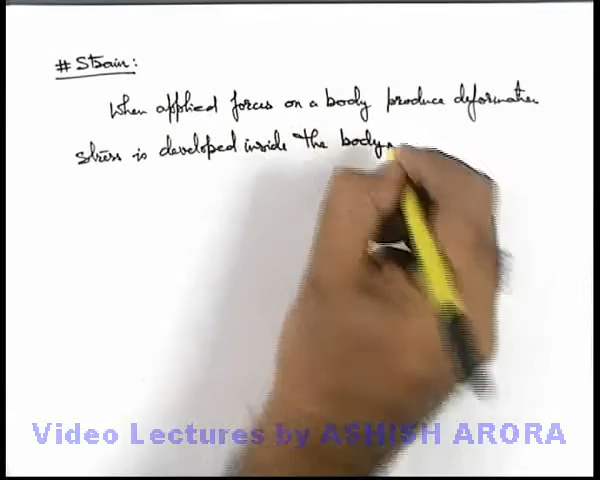 # Strain:
When applied forces on a body produce deformation
stress is developed inside the body
Video Lectures by ASHISH ARORA